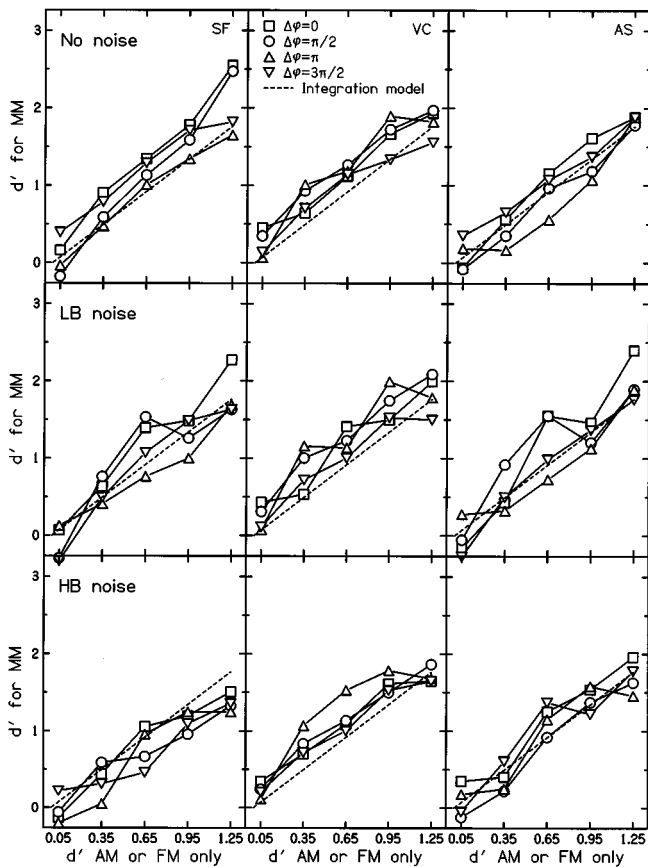 No noise
SF
VC
AS
□ Δφ=0
○ Δφ=π/2
△ Δφ=π
▽ Δφ=3π/2
---- Integration model
d' for MM
3
2
1
0
LB noise
d' for MM
3
2
1
0
HB noise
d' for MM
3
2
1
0
0.05 0.35 0.65 0.95 1.25
0.05 0.35 0.65 0.95 1.25
0.05 0.35 0.65 0.95 1.25
d' AM or FM only
d' AM or FM only
d' AM or FM only